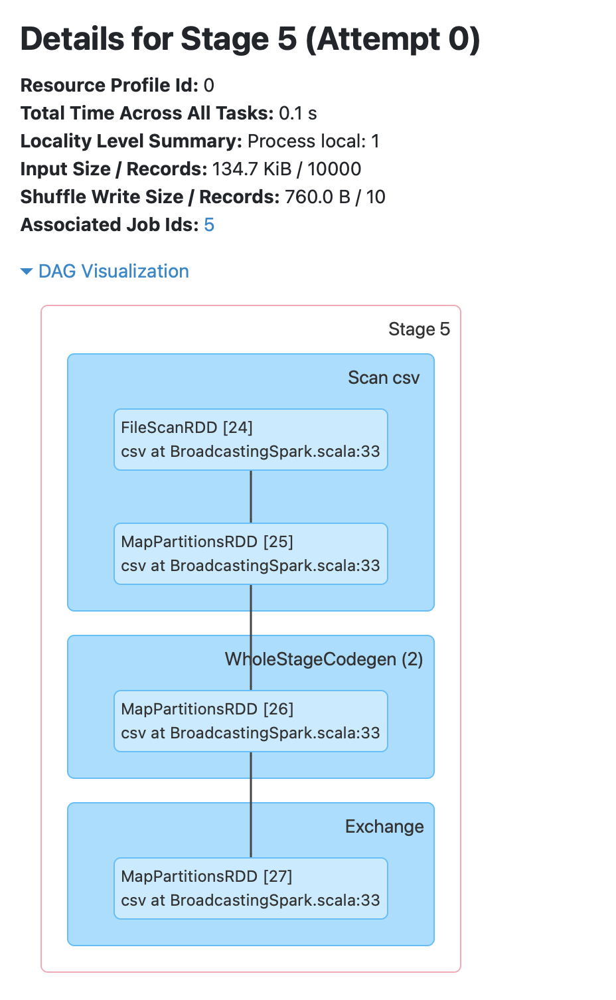 Details for Stage 5 (Attempt 0)
Resource Profile Id: 0
Total Time Across All Tasks: 0.1 s
Locality Level Summary: Process local: 1
Input Size / Records: 134.7 KiB / 10000
Shuffle Write Size / Records: 760.0 B / 10
Associated Job Ids: 5
DAG Visualization
Stage 5
Scan csv
FileScanRDD [24]
csv at BroadcastingSpark.scala:33
MapPartitionsRDD [25]
csv at BroadcastingSpark.scala:33
WholeStageCodegen (2)
MapPartitionsRDD [26]
csv at BroadcastingSpark.scala:33
Exchange
MapPartitionsRDD [27]
csv at BroadcastingSpark.scala:33